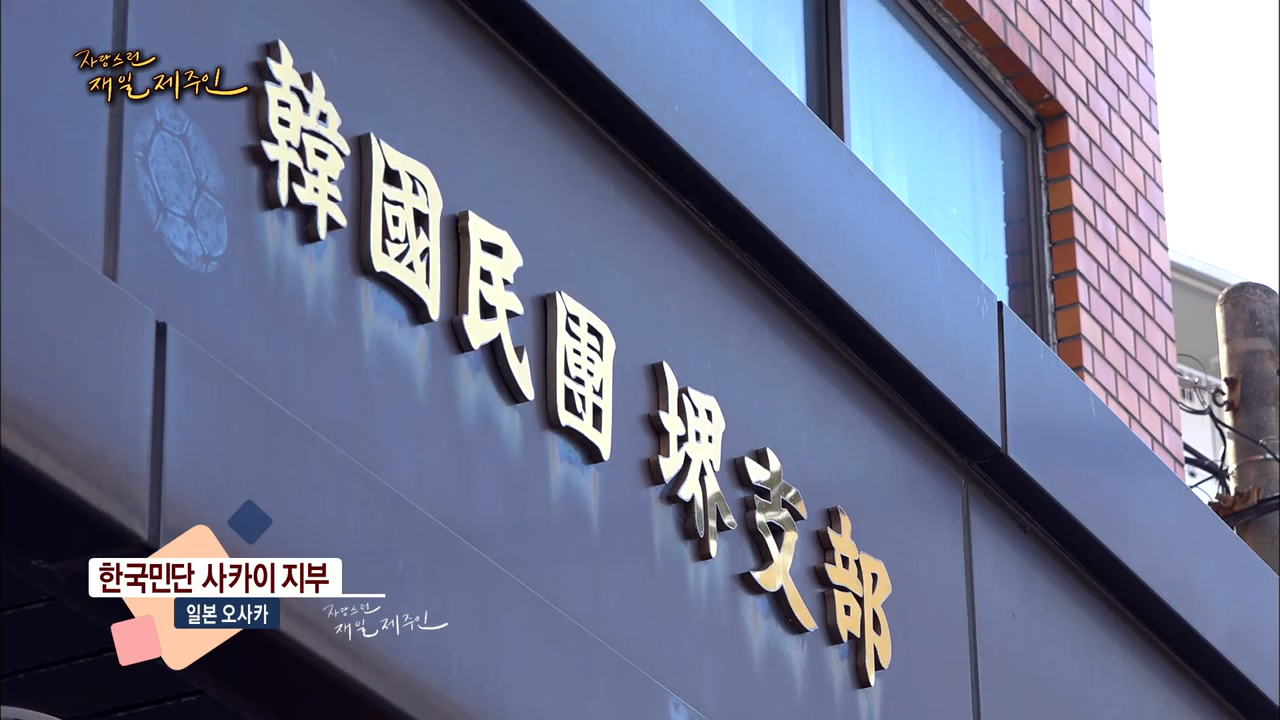 자랑스런
재일 제주인
韓國民團 堺支部
한국민단 사카이 지부
일본 오사카
자랑스런
재일 제주인